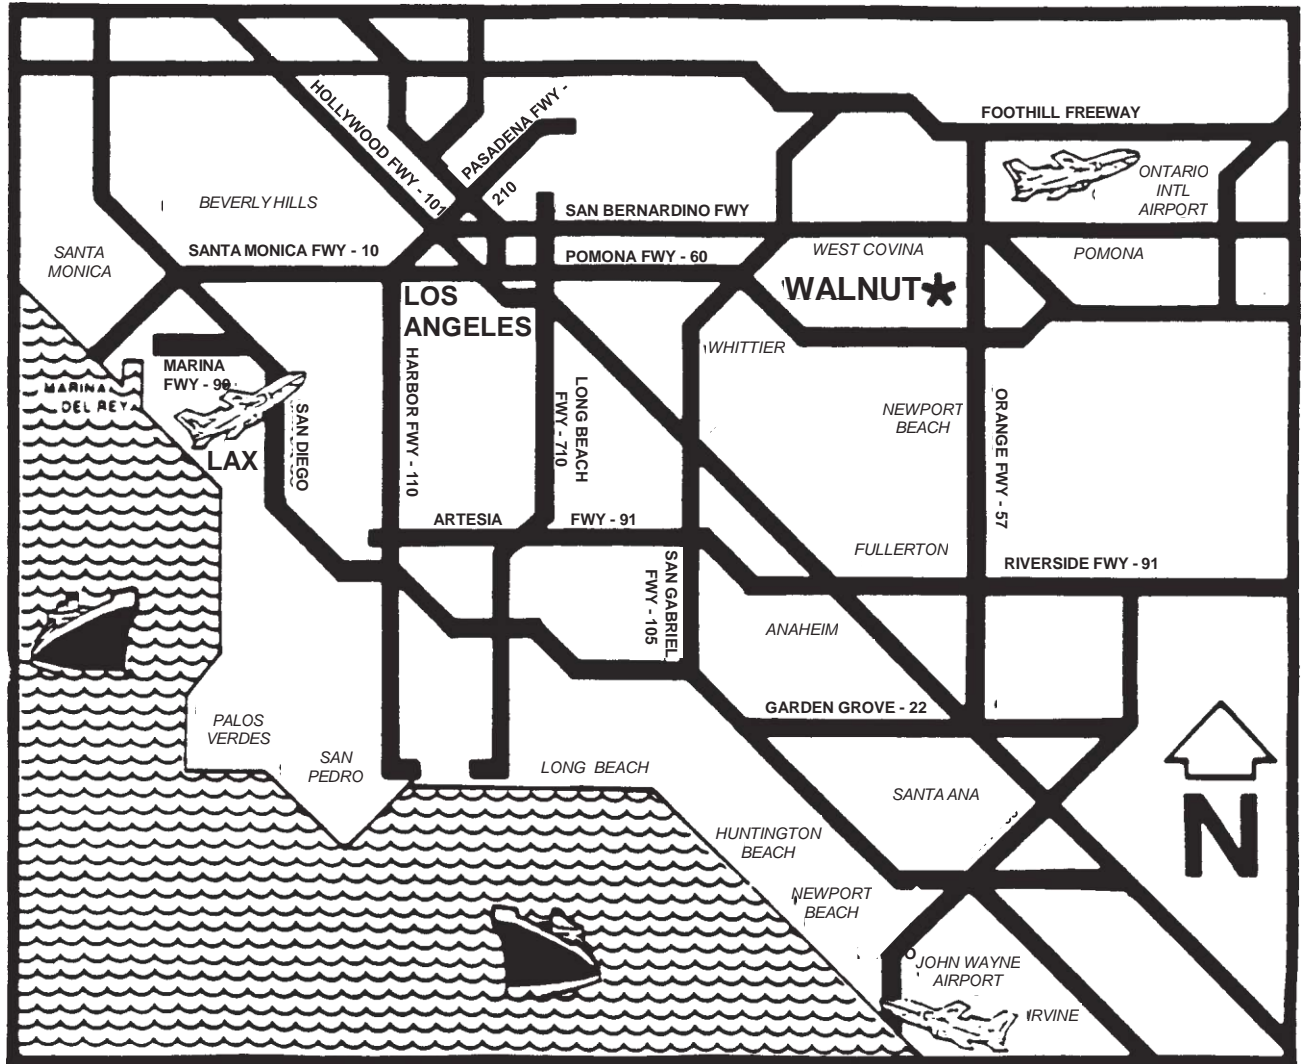 FOOTHILL FREEWAY
HOLLYWOOD FWY - 101
PASADENA FWY -
210
ONTARIO
INTL
AIRPORT
BEVERLY HILLS
SAN BERNARDINO FWY
SANTA
MONICA
SANTA MONICA FWY - 10
POMONA FWY - 60
WEST COVINA
POMONA
WALNUT*
LOS
ANGELES
WHITTIER
MARINA
FWY - 90
MARINA
DEL REY
LAX
SAN DIEGO
HARBOR FWY - 110
LONG BEACH
FWY - 710
NEWPORT
BEACH
ORANGE FWY - 57
ARTESIA
FWY - 91
FULLERTON
RIVERSIDE FWY - 91
SAN GABRIEL
FWY - 105
ANAHEIM
GARDEN GROVE - 22
PALOS
VERDES
SAN
PEDRO
LONG BEACH
SANTA ANA
HUNTINGTON
BEACH
N
NEWPORT
BEACH
JOHN WAYNE
AIRPORT
IRVINE